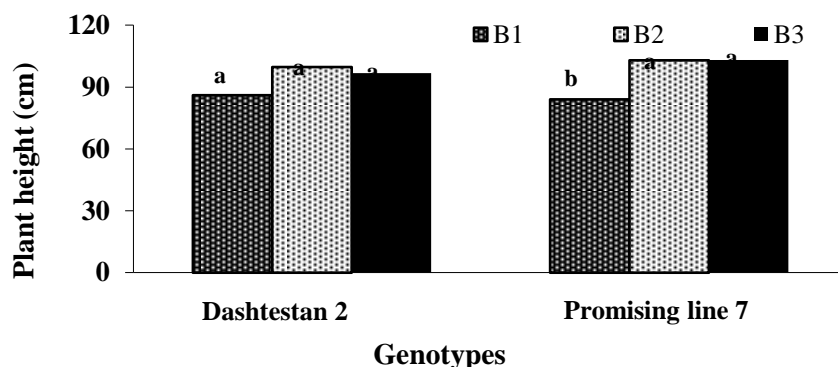 Plant height (cm)
120
90
60
30
0
B1 B2 B3
a a a b a a
Dashtestan 2 Promising line 7
Genotypes